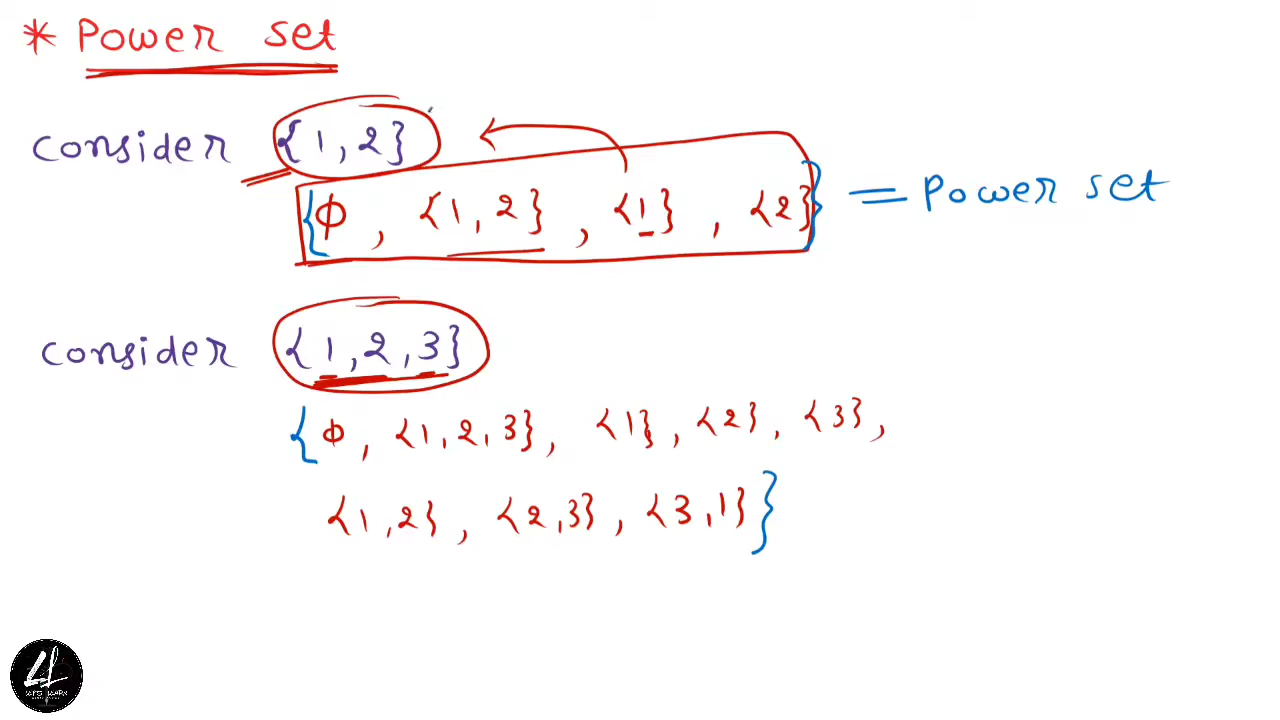 * Power set
consider {1, 2}
{φ, {1, 2}, {1}, {2}} = Power set
consider {1, 2, 3}
{φ, {1, 2, 3}, {1}, {2}, {3},
{1, 2}, {2, 3}, {3, 1}}